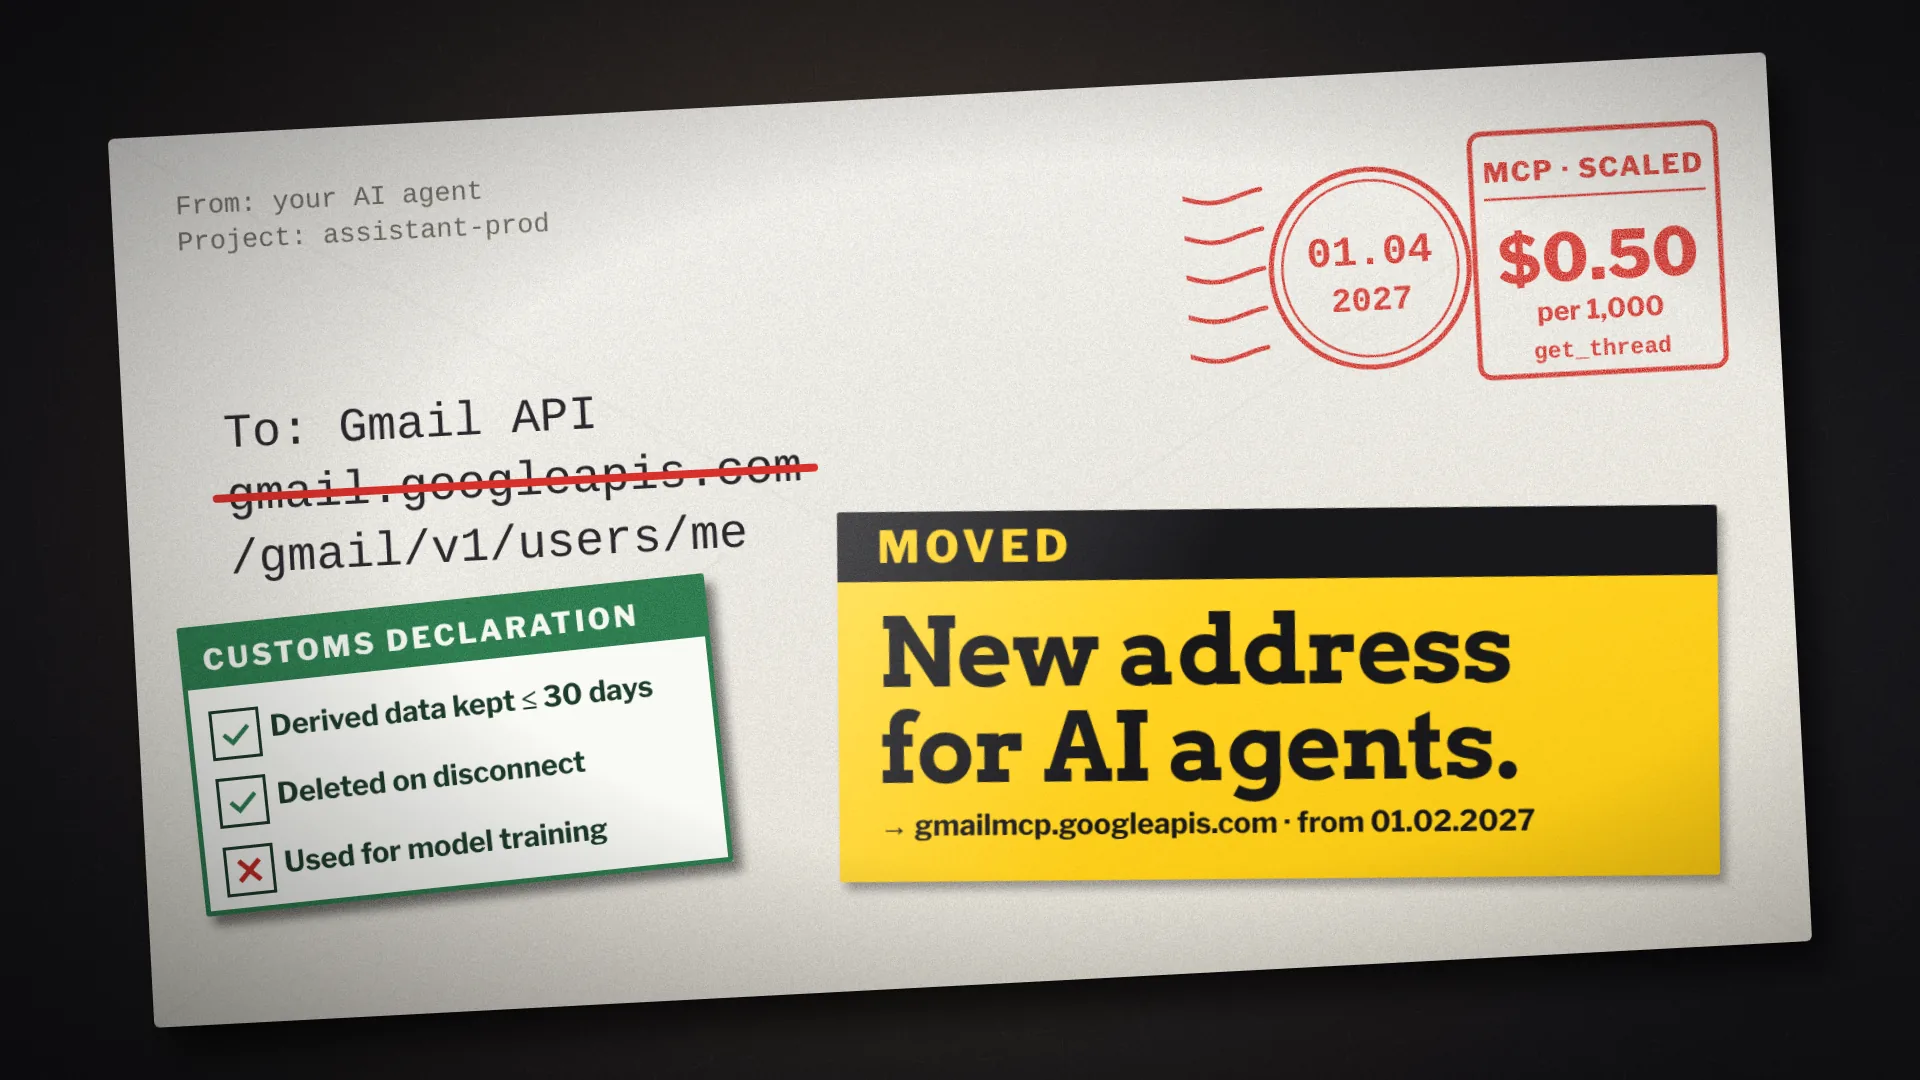 From: your AI agent
Project: assistant-prod
01.04
2027
MCP · SCALED
$0.50
per 1,000
get_thread
To: Gmail API
gmail.googleapis.com
/gmail/v1/users/me
MOVED
New address
for AI agents.
→ gmailmcp.googleapis.com · from 01.02.2027
CUSTOMS DECLARATION
Derived data kept ≤ 30 days
Deleted on disconnect
Used for model training